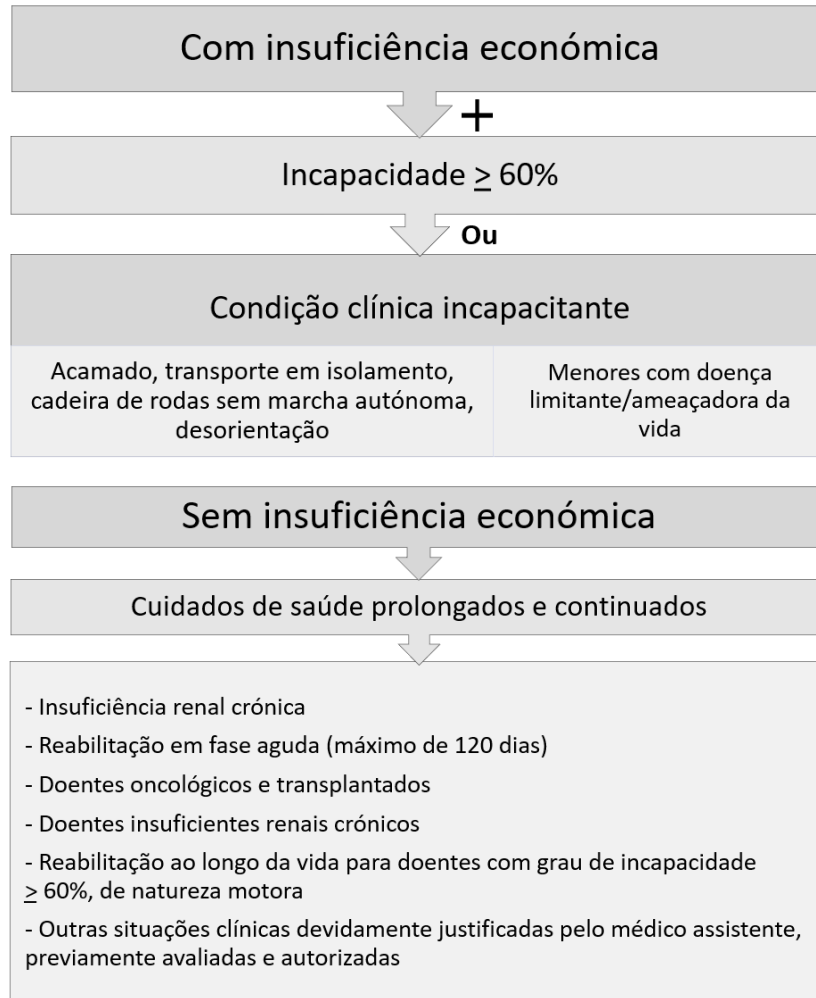 Com insuficiência económica
+
Incapacidade ≥ 60%
Ou
Condição clínica incapacitante
Acamado, transporte em isolamento,
cadeira de rodas sem marcha autónoma,
desorientação
Menores com doença
limitante/ameaçadora da
vida
Sem insuficiência económica
Cuidados de saúde prolongados e continuados
- Insuficiência renal crónica
- Reabilitação em fase aguda (máximo de 120 dias)
- Doentes oncológicos e transplantados
- Doentes insuficientes renais crónicos
- Reabilitação ao longo da vida para doentes com grau de incapacidade
≥ 60%, de natureza motora
- Outras situações clínicas devidamente justificadas pelo médico assistente,
previamente avaliadas e autorizadas